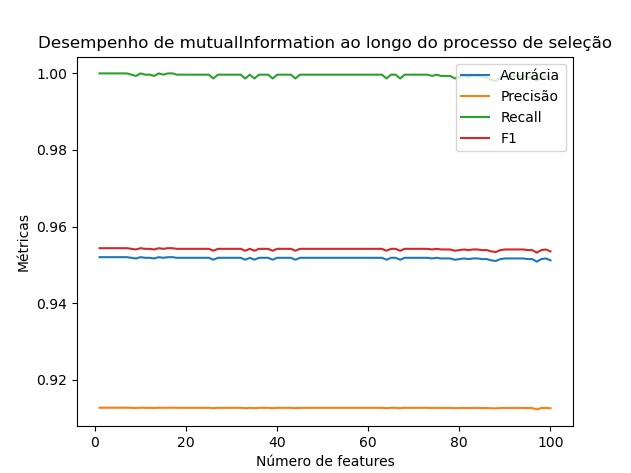 Desempenho de mutualInformation ao longo do processo de seleção
1.00
0.98
0.96
0.94
0.92
Métricas
0
20
40
60
80
100
Número de features
Acurácia
Precisão
Recall
F1